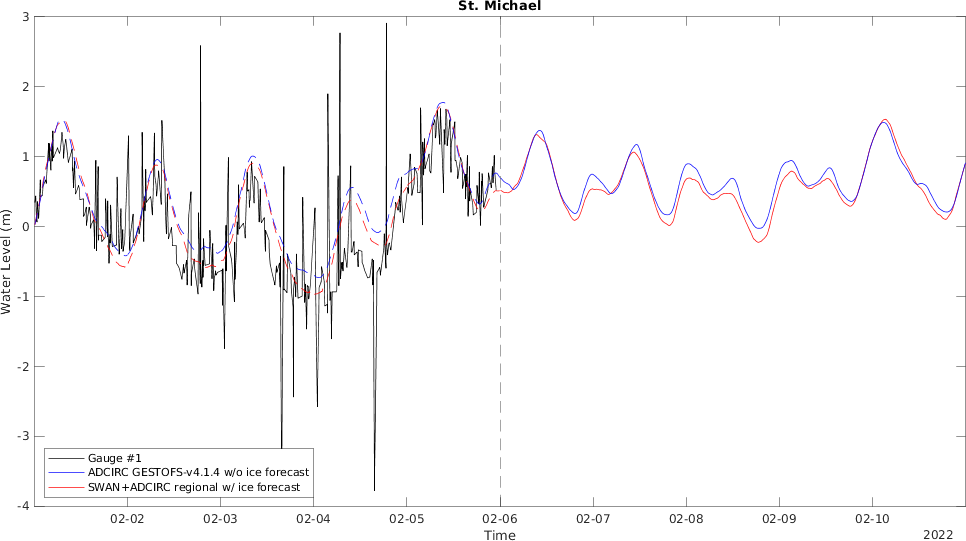 St. Michael
3
2
1
0
-1
-2
-3
-4
Water Level (m)
Gauge #1
ADCIRC GESTOFS-v4.1.4 w/o ice forecast
SWAN+ADCIRC regional w/ ice forecast
02-02 02-03 02-04 02-05 02-06 02-07 02-08 02-09 02-10
Time
2022